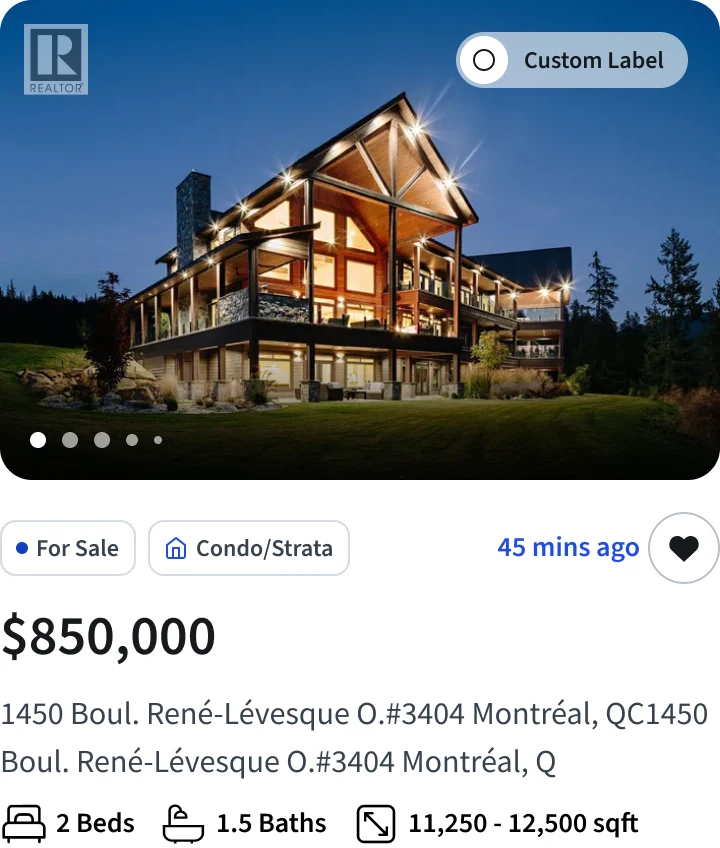 REALTOR®
Custom Label
For Sale
Condo/Strata
45 mins ago
$850,000
1450 Boul. René-Lévesque O.#3404 Montréal, QC1450
Boul. René-Lévesque O.#3404 Montréal, Q
2 Beds
1.5 Baths
11,250 - 12,500 sqft